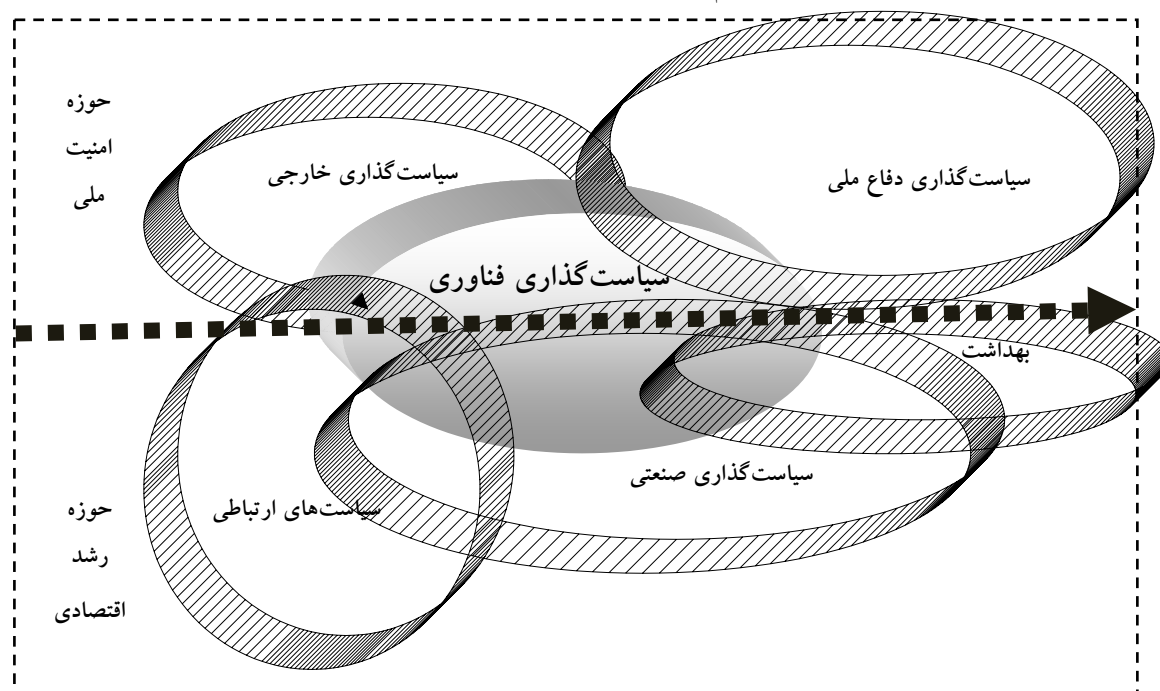 حوزه
امنیت
ملی
سیاست‌گذاری خارجی
سیاست‌گذاری دفاع ملی
سیاست‌گذاری فناوری
بهداشت
سیاست‌گذاری صنعتی
سیاست‌های ارتباطی
حوزه
رشد
اقتصادی